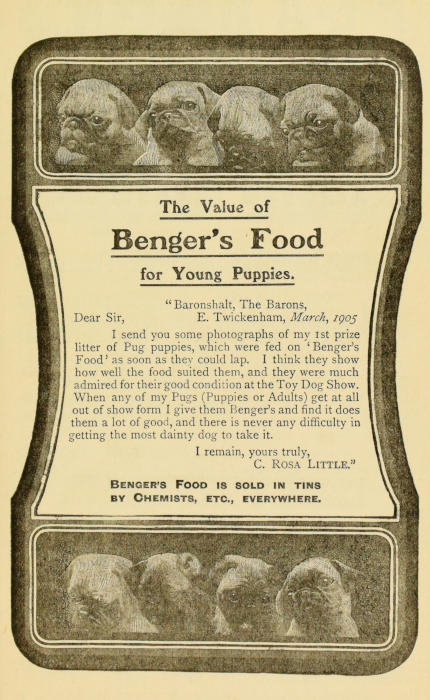 The Value of
Benger's Food
for Young Puppies.
"Baronshalt, The Barons,
Dear Sir, E. Twickenham, March, 1905
I send you some photographs of my 1st prize
litter of Pug puppies, which were fed on 'Benger's
Food' as soon as they could lap. I think they show
how well the food suited them, and they were much
admired for their good condition at the Toy Dog Show.
When any of my Pugs (Puppies or Adults) get at all
out of show form I give them Benger's and find it does
them a lot of good, and there is never any difficulty in
getting the most dainty dog to take it.
I remain, yours truly,
C. Rosa Little."
Benger's Food is sold in tins
by Chemists, etc., everywhere.